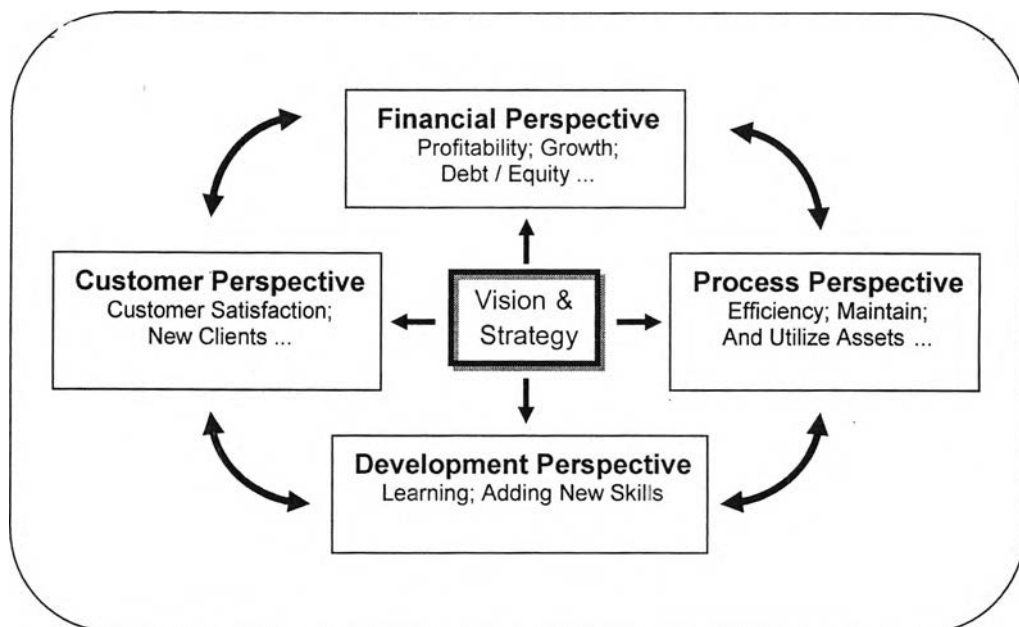 Financial Perspective
Profitability; Growth;
Debt / Equity ...
Customer Perspective
Customer Satisfaction;
New Clients ...
Vision &
Strategy
Process Perspective
Efficiency; Maintain;
And Utilize Assets ...
Development Perspective
Learning; Adding New Skills